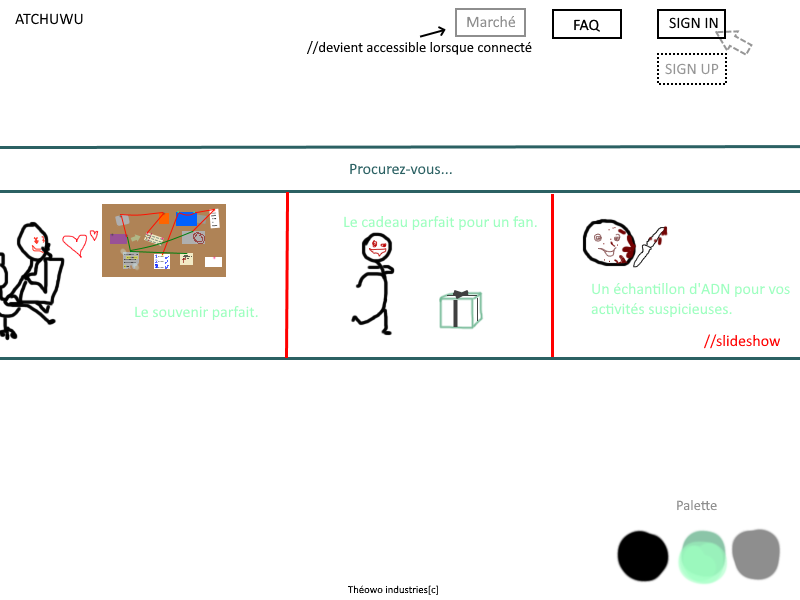 ATCHUWU
Marché
FAQ
SIGN IN
//devient accessible lorsque connecté
SIGN UP
Procurez-vous...
Le souvenir parfait.
Le cadeau parfait pour un fan.
Un échantillon d'ADN pour vos
activités suspicieuses.
//slideshow
Palette
Théowo industries[c]